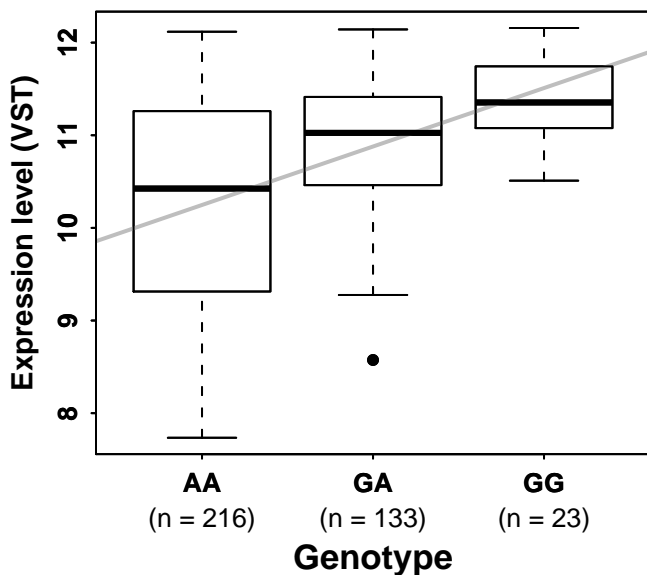 Expression level (VST)
12
11
10
9
8
AA GA GG
(n = 216) (n = 133) (n = 23)
Genotype